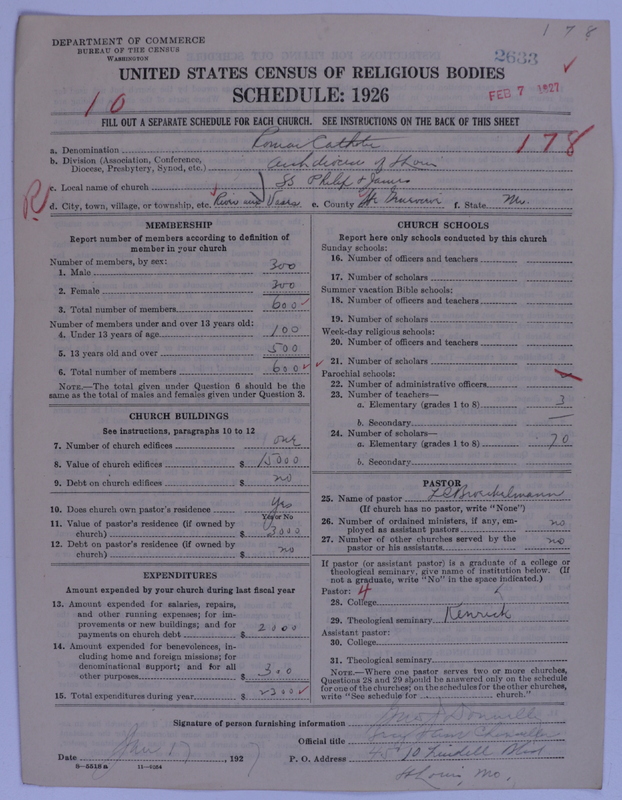 178
DEPARTMENT OF COMMERCE
BUREAU OF THE CENSUS
WASHINGTON
2633
UNITED STATES CENSUS OF RELIGIOUS BODIES
SCHEDULE: 1926
FEB 7 1927
10
FILL OUT A SEPARATE SCHEDULE FOR EACH CHURCH. SEE INSTRUCTIONS ON THE BACK OF THIS SHEET
178
a. Denomination Roman Catholic
b. Division (Association, Conference, Diocese, Presbytery, Synod, etc.) Archdiocese of St Louis
c. Local name of church SS Philip & James
R
d. City, town, village, or township, etc. River aux Vases e. County Ste Genevieve f. State Mo.
MEMBERSHIP
Report number of members according to definition of
member in your church
Number of members, by sex:
1. Male 300
2. Female 300
3. Total number of members 600
Number of members under and over 13 years old:
4. Under 13 years of age 100
5. 13 years old and over 500
6. Total number of members 600
NOTE.—The total given under Question 6 should be the
same as the total of males and females given under Question 3.
CHURCH BUILDINGS
See instructions, paragraphs 10 to 12
7. Number of church edifices one
8. Value of church edifices $ 15000
9. Debt on church edifices $ no
10. Does church own pastor's residence Yes
Yes or No
11. Value of pastor's residence (if owned by
church) $ 3000
12. Debt on pastor's residence (if owned by
church) $ no
EXPENDITURES
Amount expended by your church during last fiscal year
13. Amount expended for salaries, repairs,
and other running expenses; for im-
provements or new buildings; and for
payments on church debt $ 2000
14. Amount expended for benevolences, in-
cluding home and foreign missions; for
denominational support; and for all
other purposes $ 300
15. Total expenditures during year $ 2300
CHURCH SCHOOLS
Report here only schools conducted by this church
Sunday schools:
16. Number of officers and teachers
17. Number of scholars
Summer vacation Bible schools:
18. Number of officers and teachers
19. Number of scholars
Week-day religious schools:
20. Number of officers and teachers
21. Number of scholars
Parochial schools:
22. Number of administrative officers
23. Number of teachers—
a. Elementary (grades 1 to 8) 3
b. Secondary
24. Number of scholars—
a. Elementary (grades 1 to 8) 70
b. Secondary
PASTOR
25. Name of pastor
(If church has no pastor, write "None")
26. Number of ordained ministers, if any, em-
ployed as assistant pastors no
27. Number of other churches served by the
pastor or his assistants no
If pastor (or assistant pastor) is a graduate of a college or
theological seminary, give name of institution below. (If
not a graduate, write "No" in the space indicated.)
Pastor: 4
28. College
29. Theological seminary Kenrick
Assistant pastor:
30. College
31. Theological seminary
NOTE.—Where one pastor serves two or more churches,
Questions 28 and 29 should be answered only on the schedule
for one of the churches; on the schedules for the other churches,
write "See schedule for church."
Signature of person furnishing information
Official title
Date Jan 17, 1927 P. O. Address 4510 Lindell Blvd
St Louis, Mo.
8-5518 a 11-6254